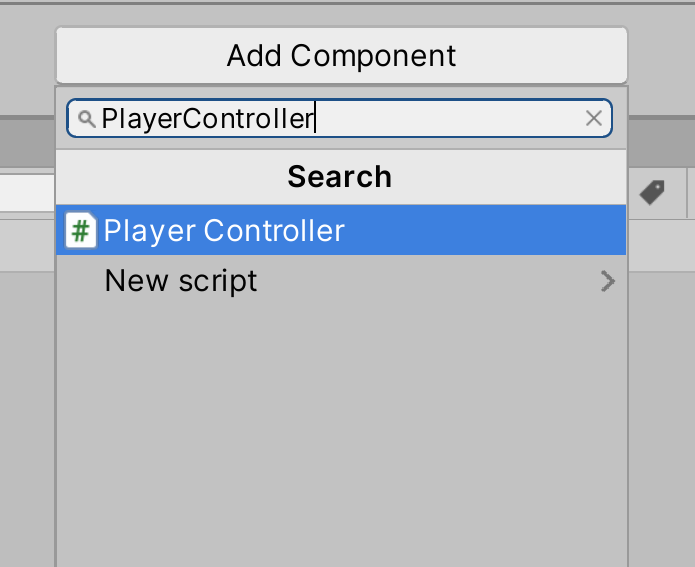 Add Component
PlayerController
Search
# Player Controller
New script